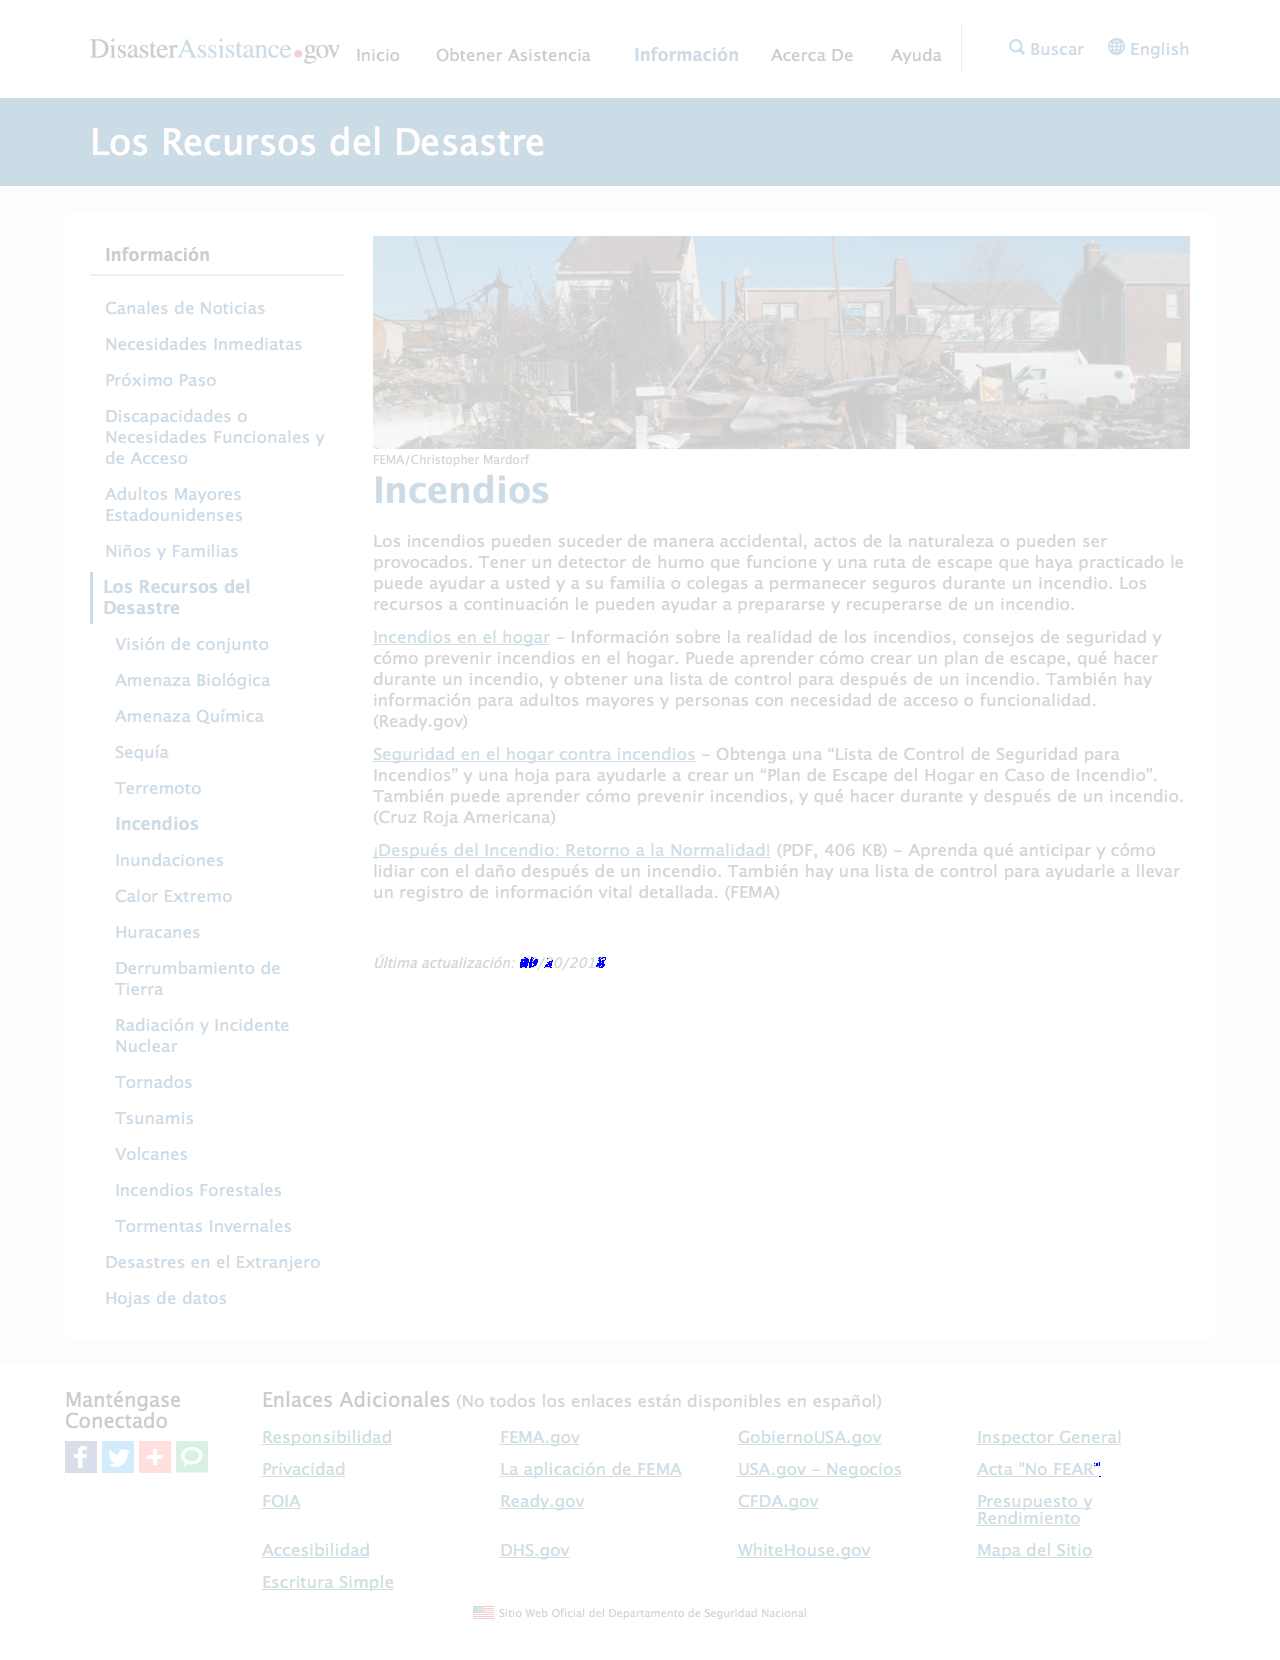 DisasterAssistance.gov
Inicio Obtener Asistencia Información Acerca De Ayuda Buscar English
Los Recursos del Desastre
Información
Canales de Noticias
Necesidades Inmediatas
Próximo Paso
Discapacidades o
Necesidades Funcionales y
de Acceso
Adultos Mayores
Estadounidenses
Niños y Familias
Los Recursos del
Desastre
Visión de conjunto
Amenaza Biológica
Amenaza Química
Sequía
Terremoto
Incendios
Inundaciones
Calor Extremo
Huracanes
Derrumbamiento de
Tierra
Radiación y Incidente
Nuclear
Tornados
Tsunamis
Volcanes
Incendios Forestales
Tormentas Invernales
Desastres en el Extranjero
Hojas de datos
FEMA/Christopher Mardorf
Incendios
Los incendios pueden suceder de manera accidental, actos de la naturaleza o pueden ser
provocados. Tener un detector de humo que funcione y una ruta de escape que haya practicado le
puede ayudar a usted y a su familia o colegas a permanecer seguros durante un incendio. Los
recursos a continuación le pueden ayudar a prepararse y recuperarse de un incendio.
Incendios en el hogar – Información sobre la realidad de los incendios, consejos de seguridad y
cómo prevenir incendios en el hogar. Puede aprender cómo crear un plan de escape, qué hacer
durante un incendio, y obtener una lista de control para después de un incendio. También hay
información para adultos mayores y personas con necesidad de acceso o funcionalidad.
(Ready.gov)
Seguridad en el hogar contra incendios – Obtenga una “Lista de Control de Seguridad para
Incendios” y una hoja para ayudarle a crear un “Plan de Escape del Hogar en Caso de Incendio”.
También puede aprender cómo prevenir incendios, y qué hacer durante y después de un incendio.
(Cruz Roja Americana)
¡Después del Incendio: Retorno a la Normalidad! (PDF, 406 KB) – Aprenda qué anticipar y cómo
lidiar con el daño después de un incendio. También hay una lista de control para ayudarle a llevar
un registro de información vital detallada. (FEMA)
Última actualización:
Manténgase
Conectado
Enlaces Adicionales (No todos los enlaces están disponibles en español)
Responsibilidad FEMA.gov GobiernoUSA.gov Inspector General
Privacidad La aplicación de FEMA USA.gov – Negocios Acta "No FEAR"
FOIA Ready.gov CFDA.gov Presupuesto y
Rendimiento
Accesibilidad DHS.gov WhiteHouse.gov Mapa del Sitio
Escritura Simple
Sitio Web Oficial del Departamento de Seguridad Nacional